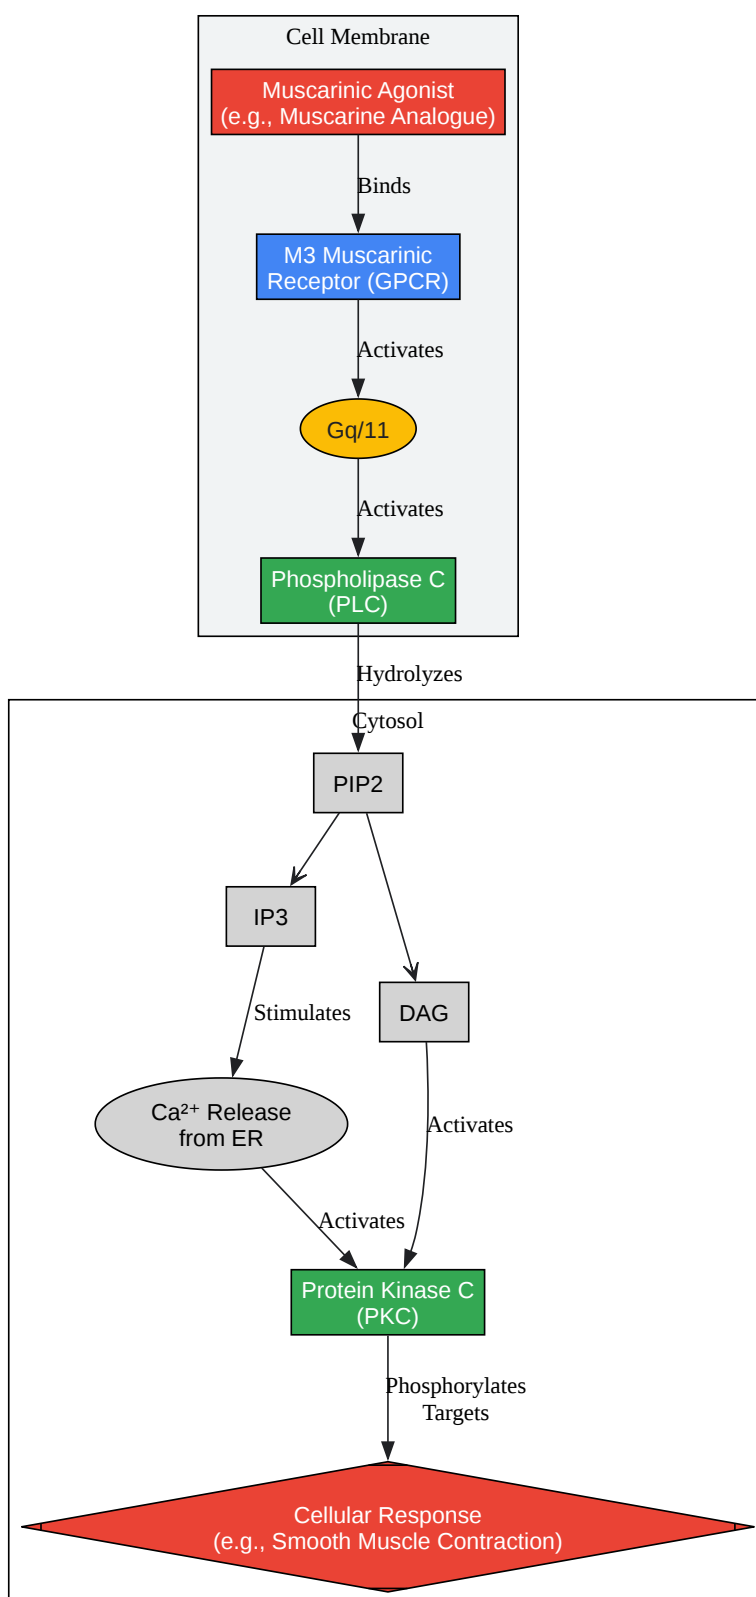 Cell Membrane
Muscarinic Agonist
(e.g., Muscarine Analogue)
Binds
M3 Muscarinic
Receptor (GPCR)
Activates
Gq/11
Activates
Phospholipase C
(PLC)
Hydrolyzes
Cytosol
PIP2
IP3
DAG
Stimulates
Ca²⁺ Release
from ER
Activates
Activates
Protein Kinase C
(PKC)
Phosphorylates
Targets
Cellular Response
(e.g., Smooth Muscle Contraction)